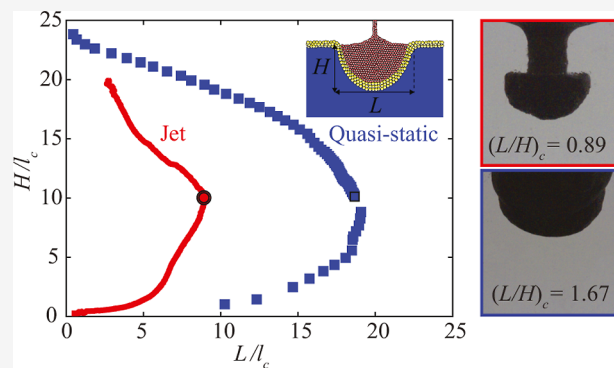 25
20
15
10
5
0
H/l_c
0
5
10
15
20
25
L/l_c
Jet
Quasi-static
H
L
(L/H)_c = 0.89
(L/H)_c = 1.67